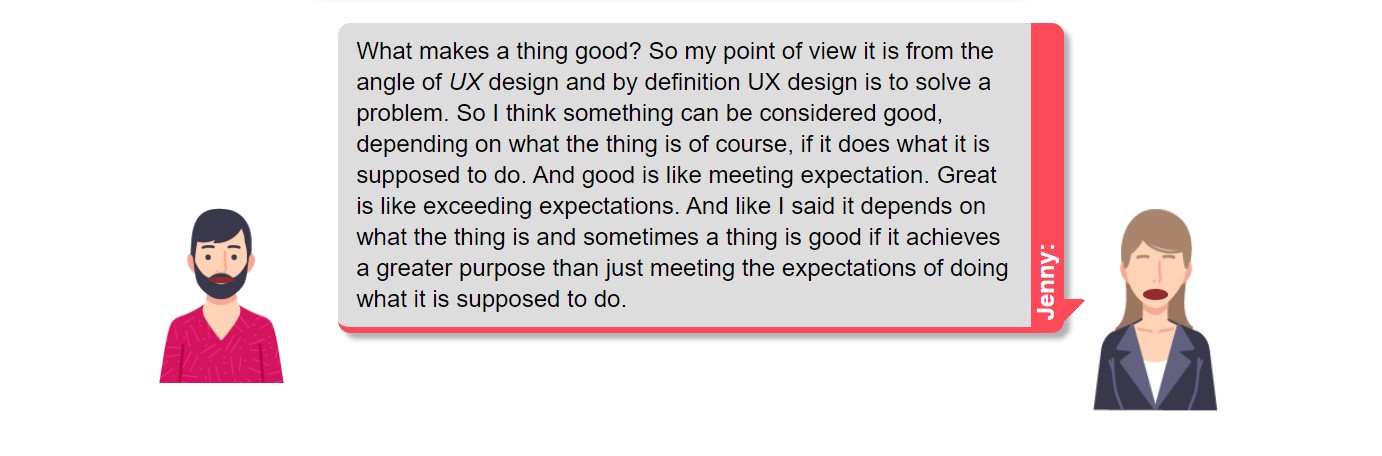 What makes a thing good? So my point of view it is from the
angle of UX design and by definition UX design is to solve a
problem. So I think something can be considered good,
depending on what the thing is of course, if it does what it is
supposed to do. And good is like meeting expectation. Great
is like exceeding expectations. And like I said it depends on
what the thing is and sometimes a thing is good if it achieves
a greater purpose than just meeting the expectations of doing
what it is supposed to do.
Jenny: